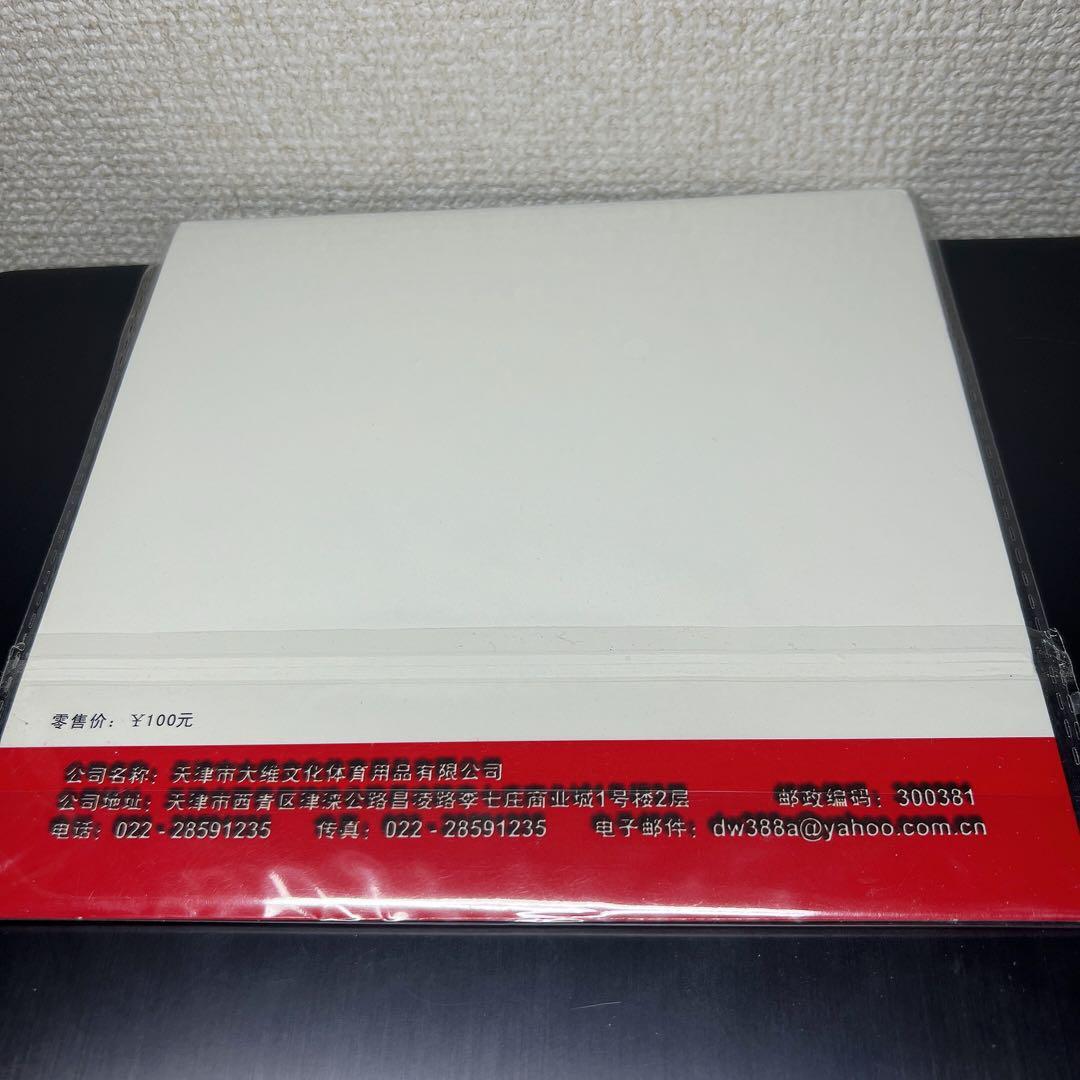 零售价: ¥100元
公司名称: 天津市大维文化体育用品有限公司
公司地址: 天津市西青区津涞公路昌凌路李七庄商业城1号楼2层 邮政编码: 300381
电话: 022-28591235 传真: 022-28591235 电子邮件: dw388a@yahoo.com.cn